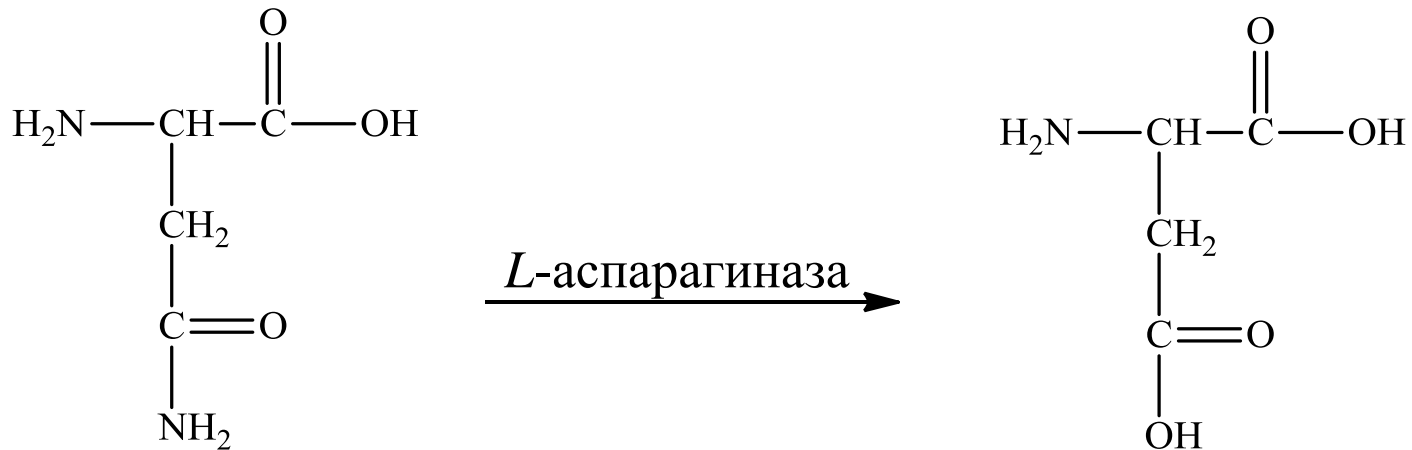 O
O
H₂N CH C OH
H₂N CH C OH
CH₂
CH₂
L-аспарагиназа
C O
C O
NH₂
OH